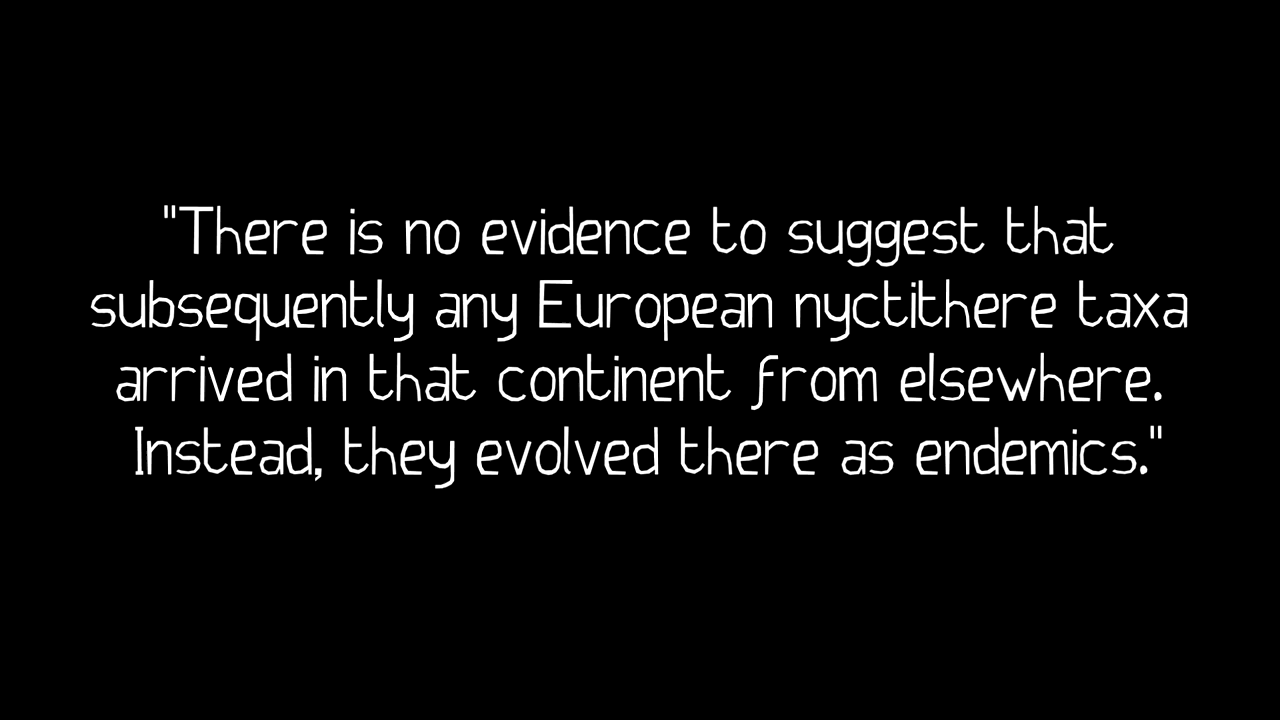 "There is no evidence to suggest that
subsequently any European nyctithere taxa
arrived in that continent from elsewhere.
Instead, they evolved there as endemics."